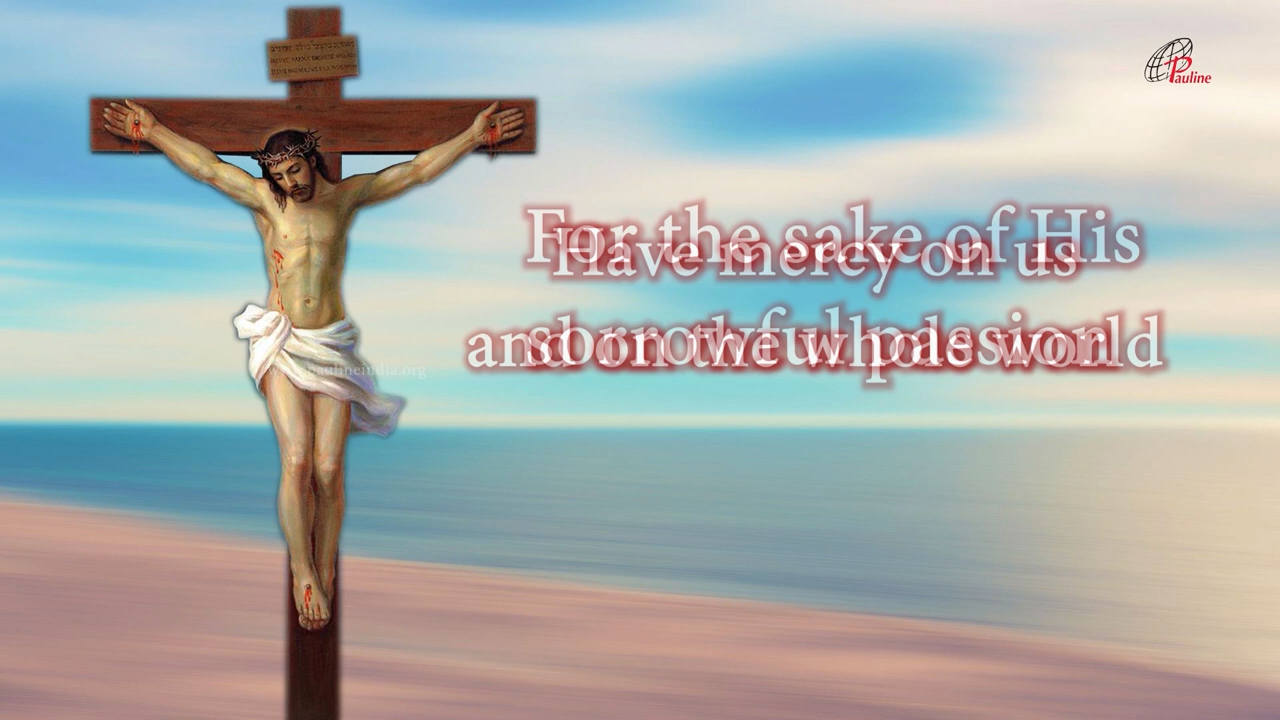 Pauline
For the sake of His
sorrowful passion
Have mercy on us
and on the whole world
www.paulineindia.org